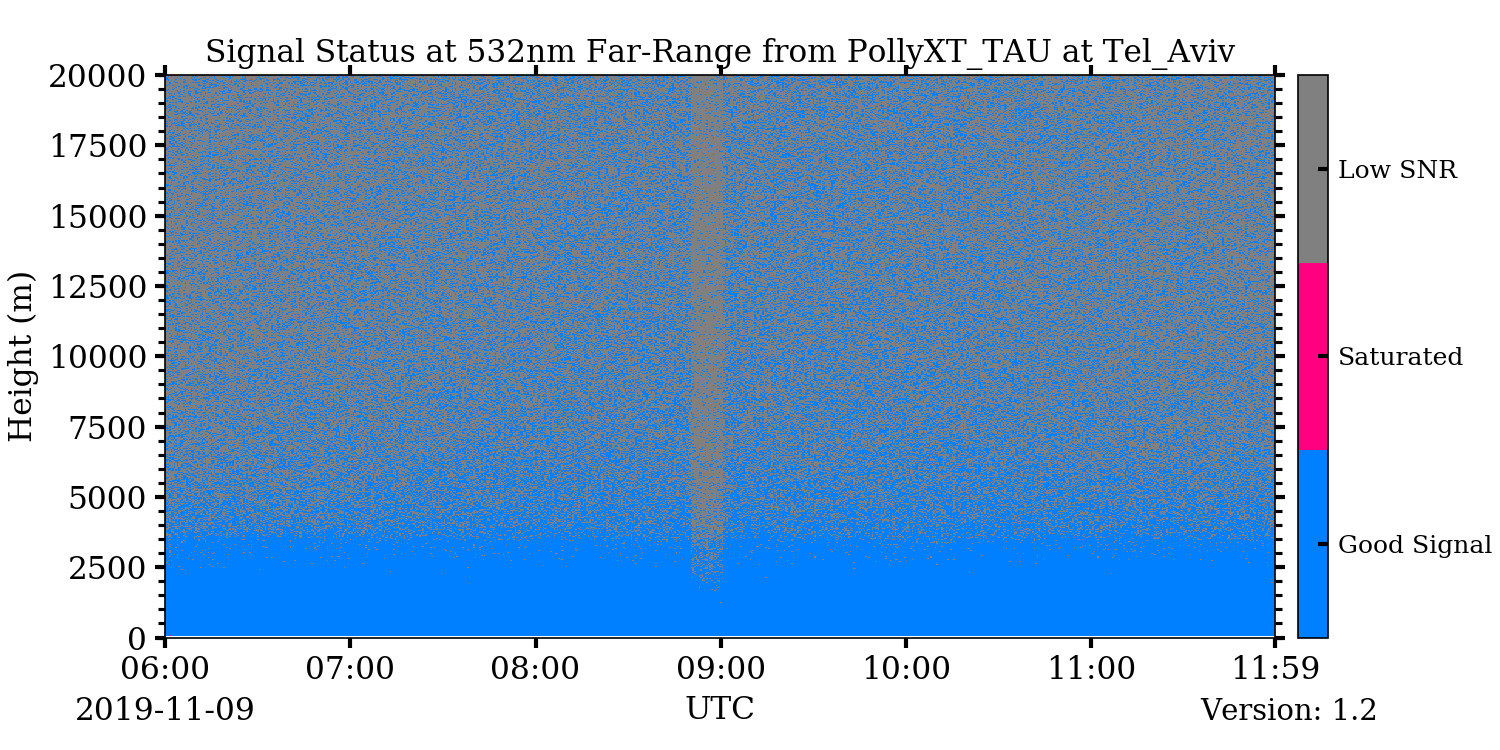 Signal Status at 532nm Far-Range from PollyXT_TAU at Tel_Aviv
20000
17500
15000
12500
10000
7500
5000
2500
0
Height (m)
06:00 07:00 08:00 09:00 10:00 11:00 11:59
2019-11-09 UTC Version: 1.2
Low SNR
Saturated
Good Signal